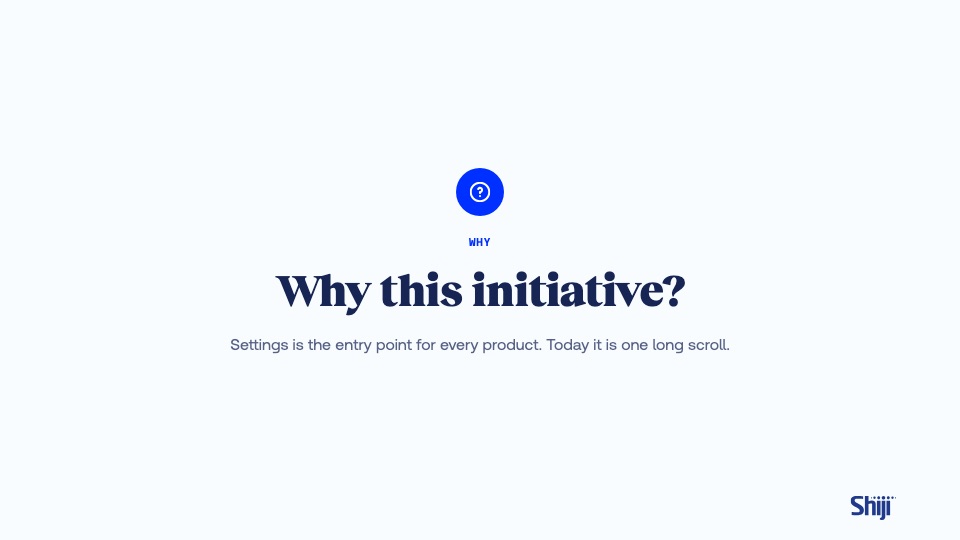 WHY
Why this initiative?
Settings is the entry point for every product. Today it is one long scroll.
Shiji